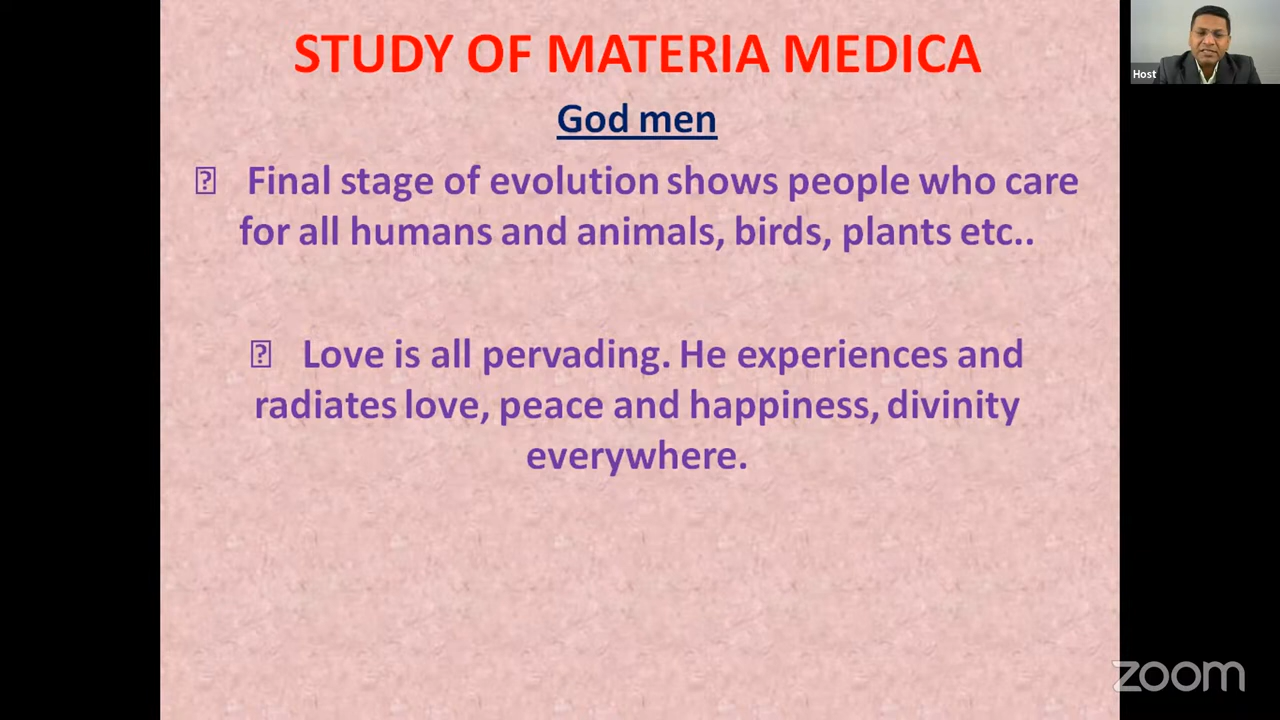 STUDY OF MATERIA MEDICA
God men
Final stage of evolution shows people who care
for all humans and animals, birds, plants etc..
Love is all pervading. He experiences and
radiates love, peace and happiness, divinity
everywhere.
Host
zoom